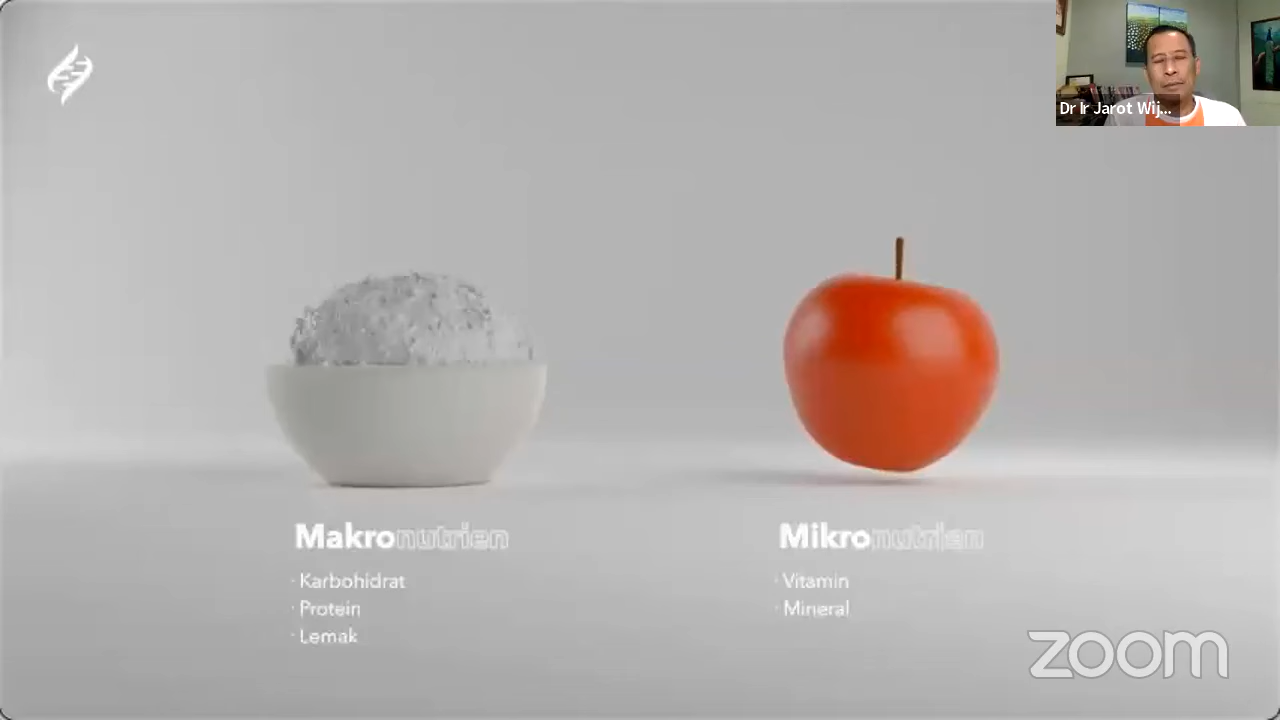 Dr Ir Jarot Wij...
Makronutrien
· Karbohidrat
· Protein
· Lemak
Mikronutrien
· Vitamin
· Mineral
zoom